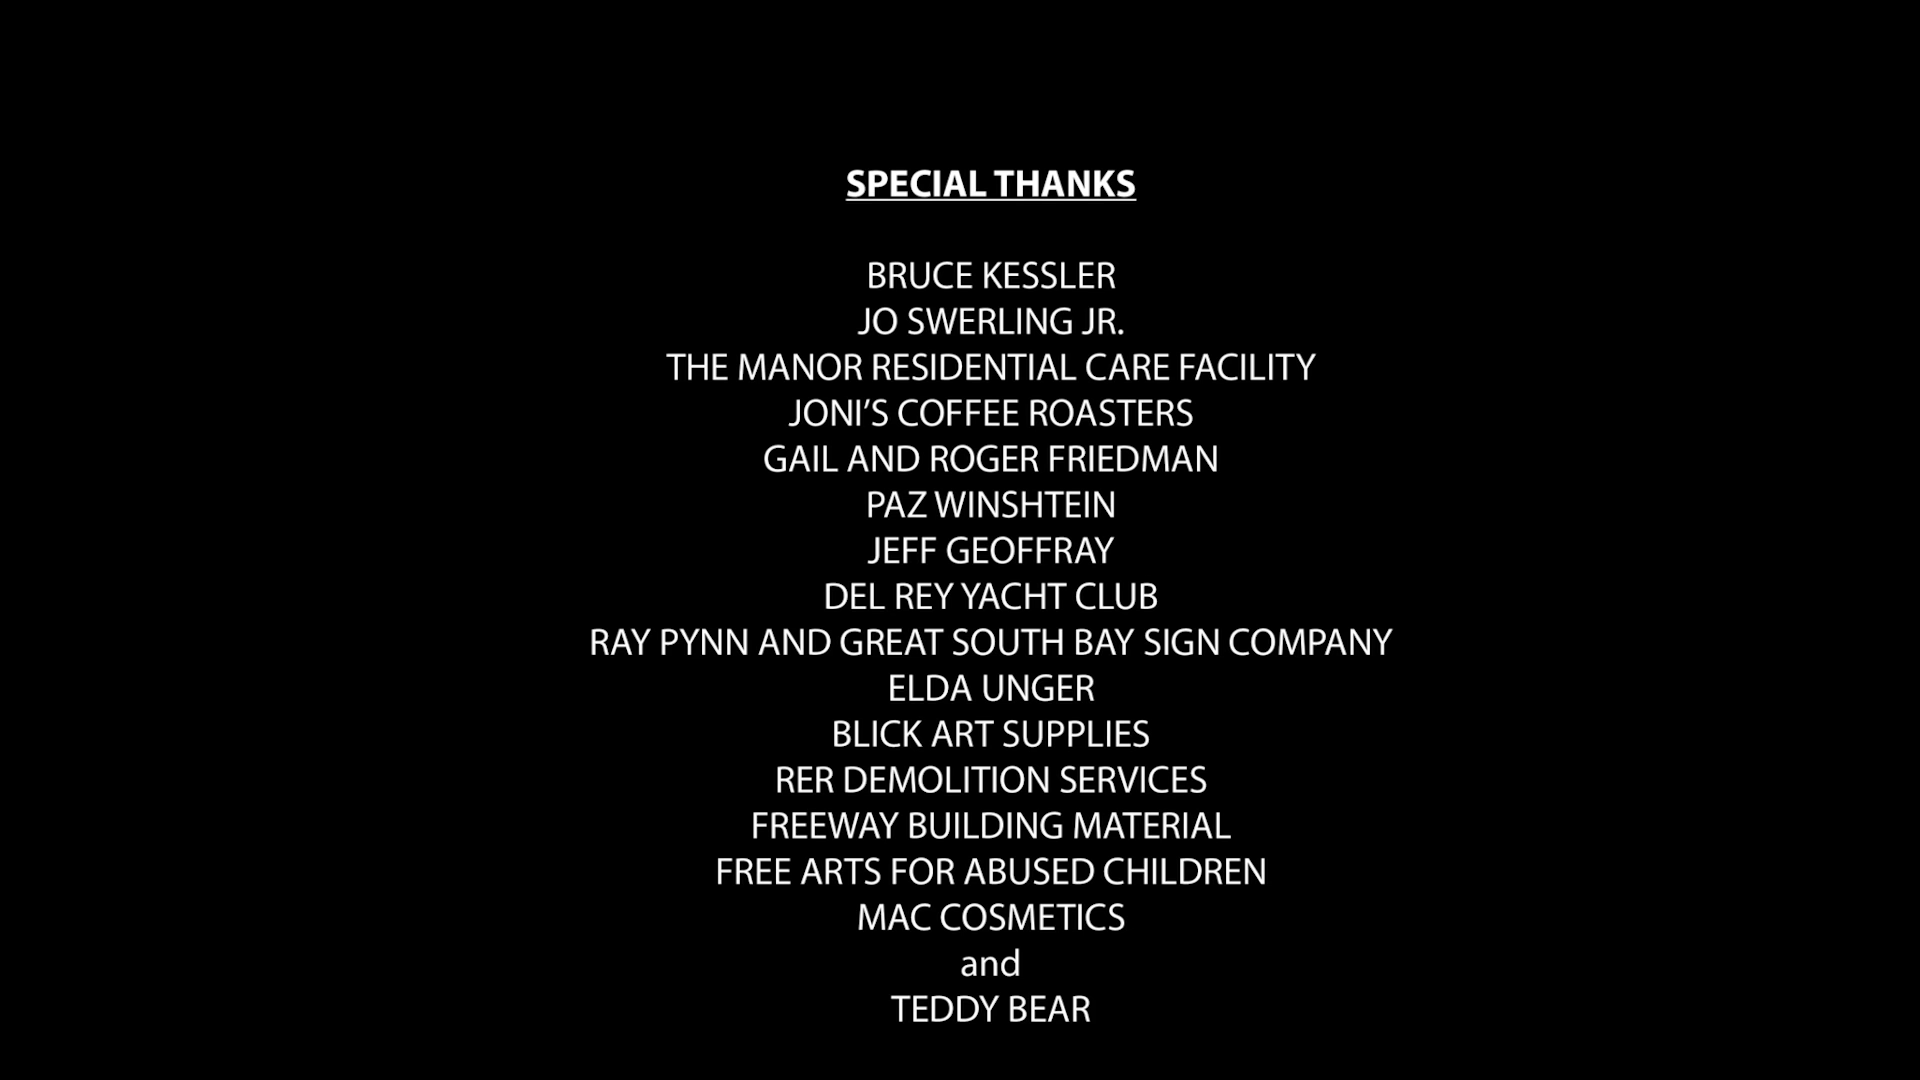 SPECIAL THANKS
BRUCE KESSLER
JO SWERLING JR.
THE MANOR RESIDENTIAL CARE FACILITY
JONI’S COFFEE ROASTERS
GAIL AND ROGER FRIEDMAN
PAZ WINSHTEIN
JEFF GEOFFRAY
DEL REY YACHT CLUB
RAY PYNN AND GREAT SOUTH BAY SIGN COMPANY
ELDA UNGER
BLICK ART SUPPLIES
RER DEMOLITION SERVICES
FREEWAY BUILDING MATERIAL
FREE ARTS FOR ABUSED CHILDREN
MAC COSMETICS
and
TEDDY BEAR